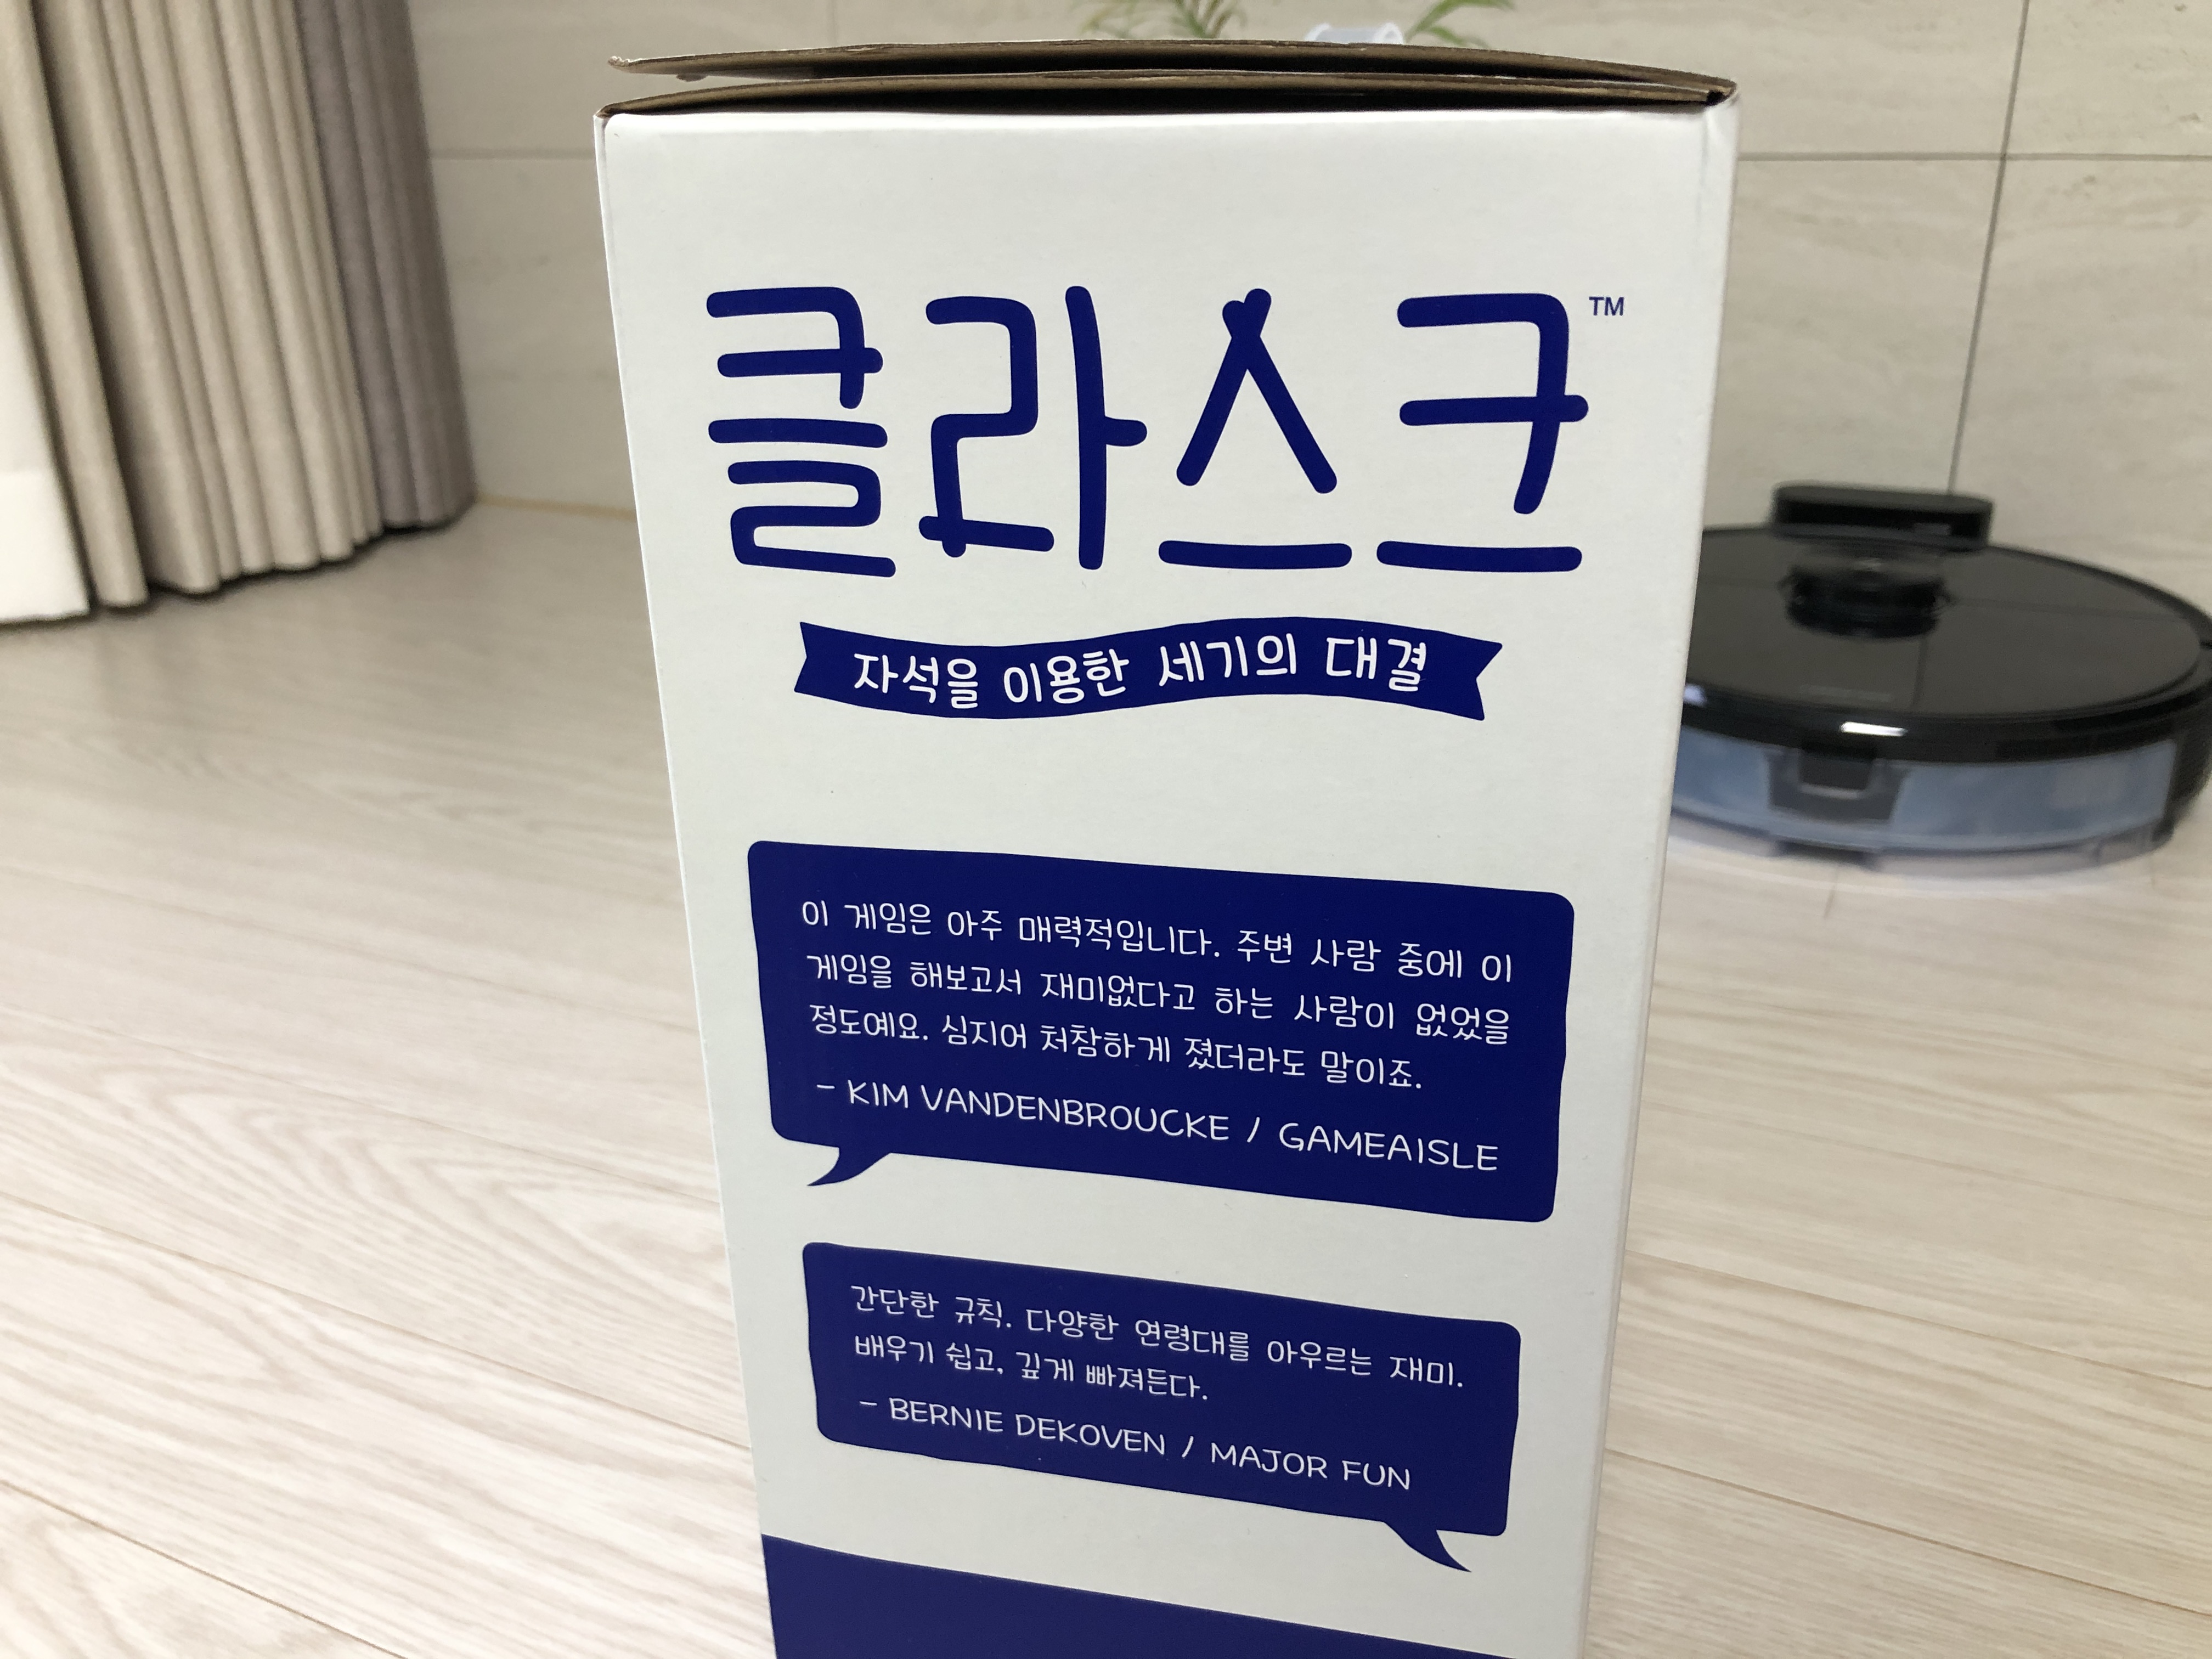 클라스크™
자석을 이용한 세기의 대결
이 게임은 아주 매력적입니다. 주변 사람 중에 이
게임을 해보고서 재미없다고 하는 사람이 없었을
정도예요. 심지어 처참하게 졌더라도 말이죠.
- KIM VANDENBROUCKE / GAMEAISLE
간단한 규칙. 다양한 연령대를 아우르는 재미.
배우기 쉽고, 깊게 빠져든다.
- BERNIE DEKOVEN / MAJOR FUN